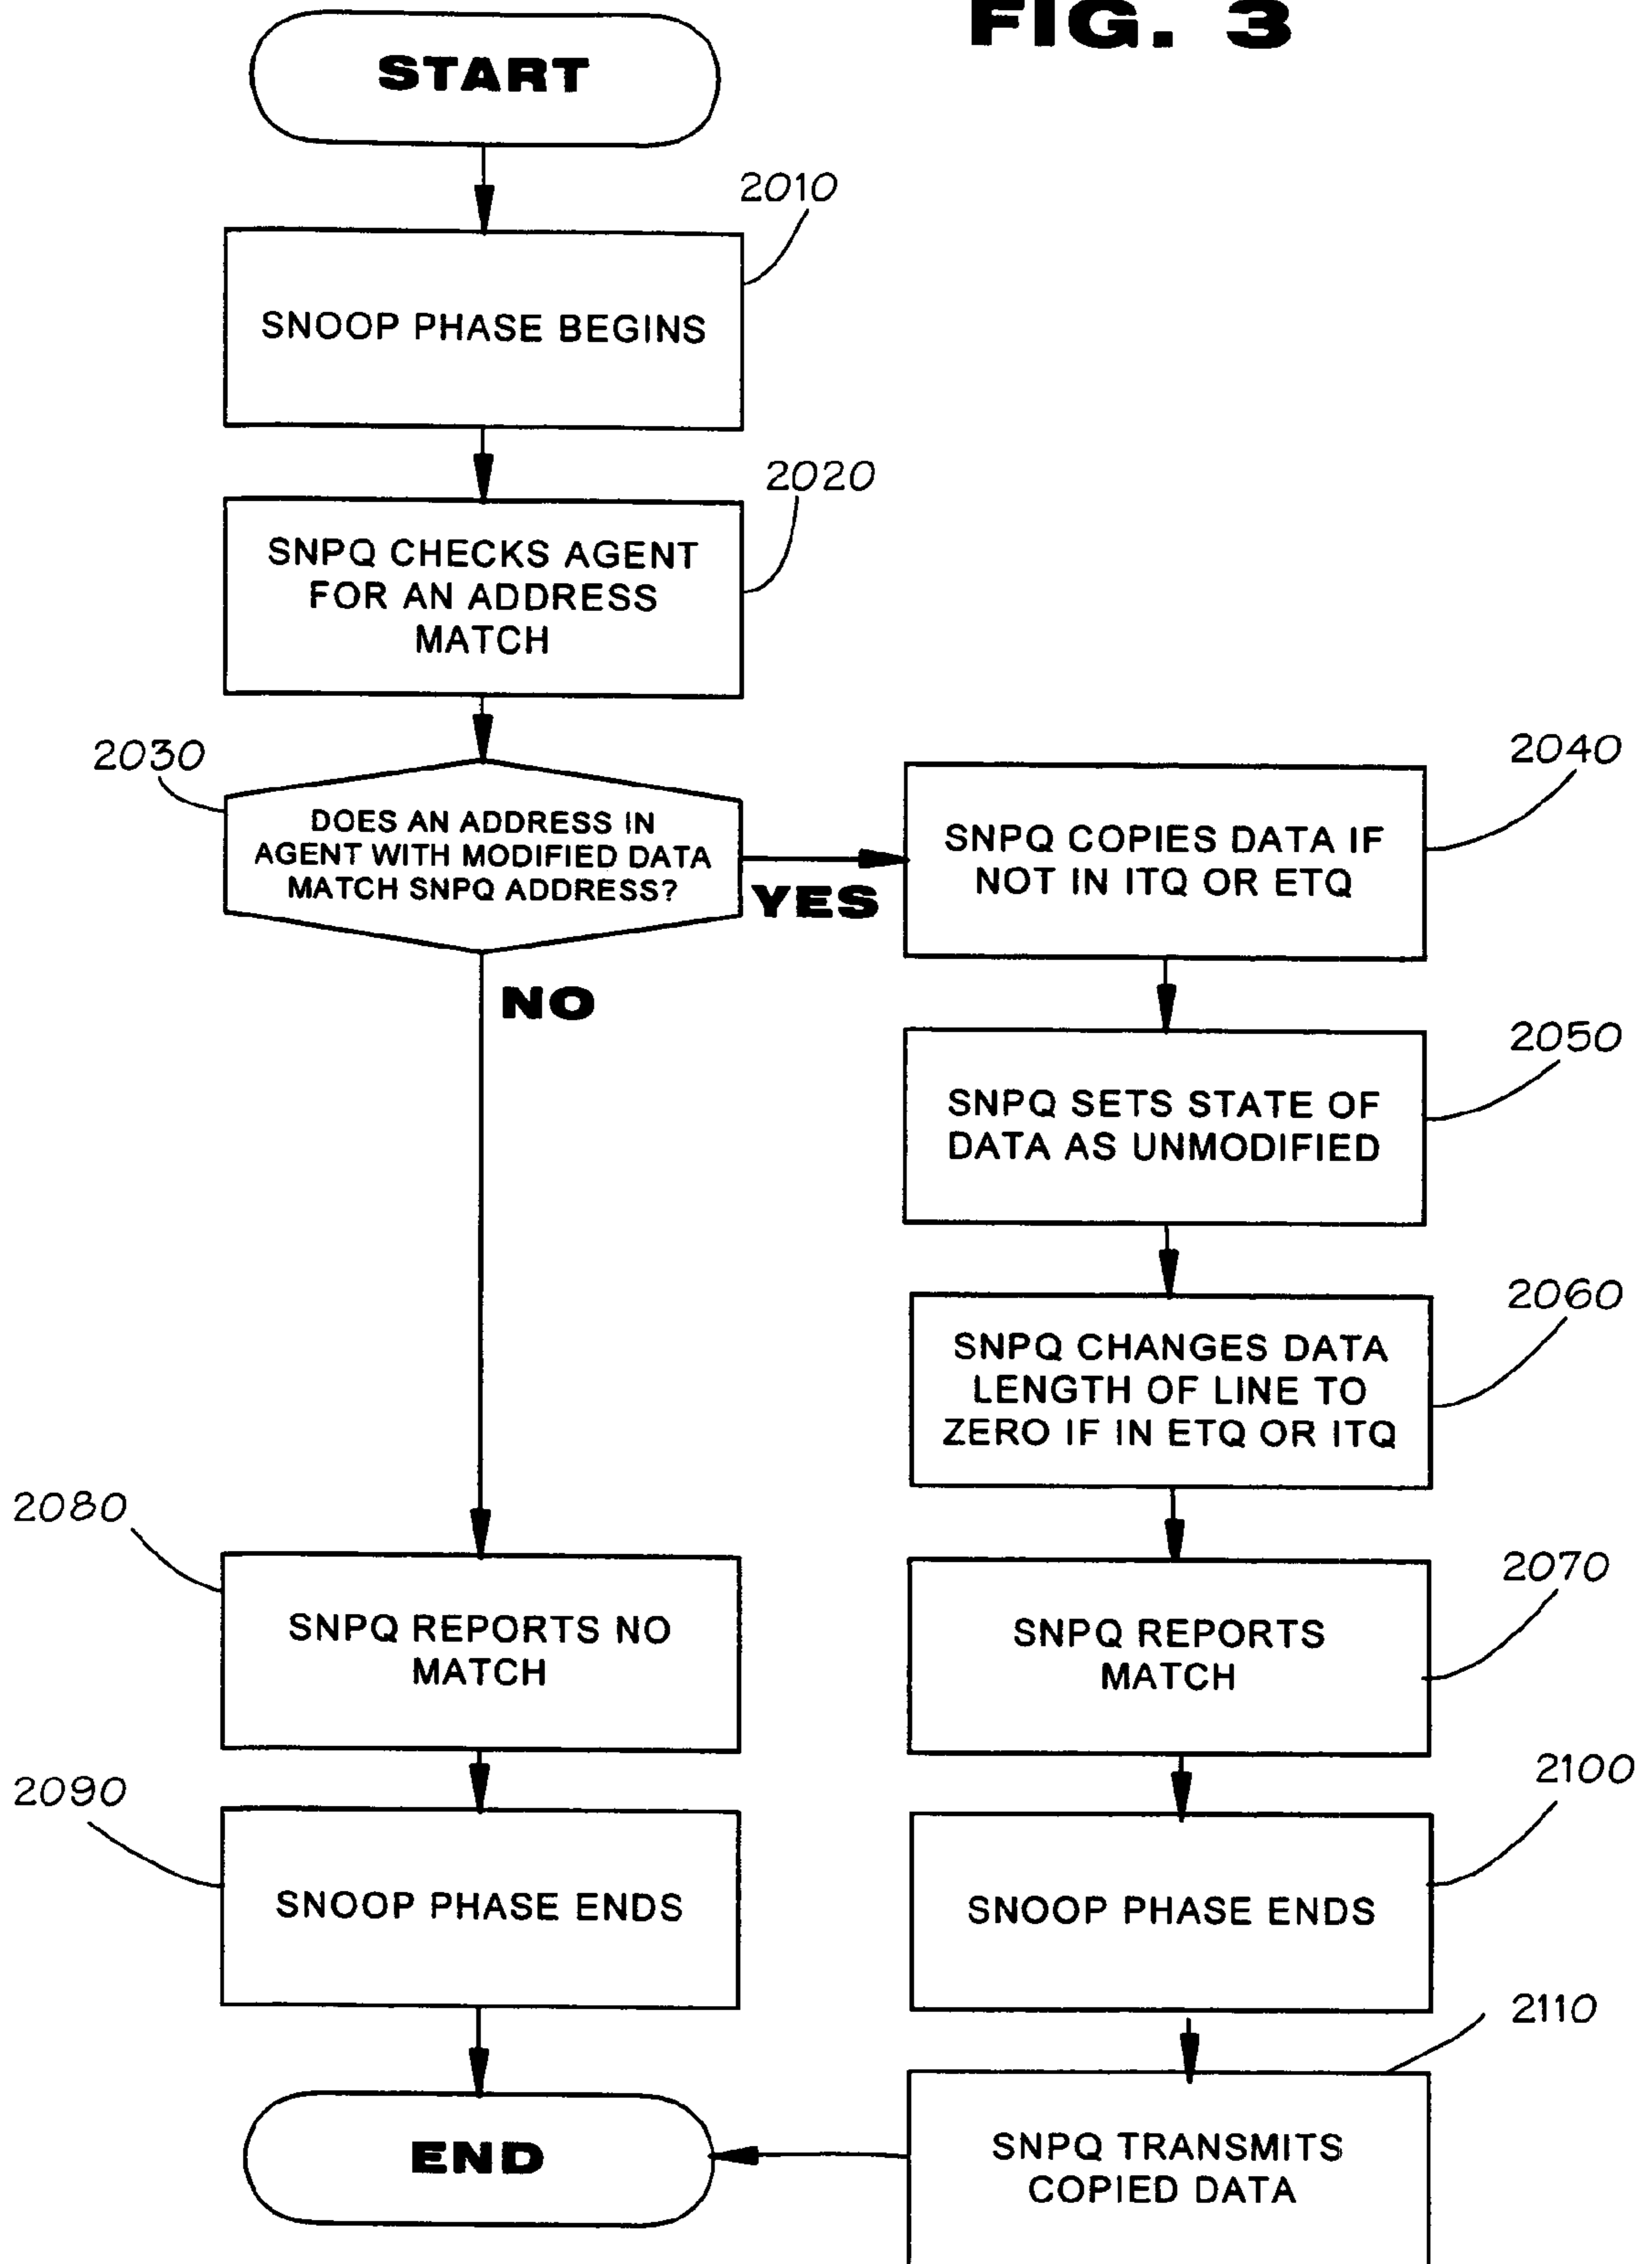 FIG. 3
START
2010
SNOOP PHASE BEGINS
2020
SNPQ CHECKS AGENT
FOR AN ADDRESS
MATCH
2030
DOES AN ADDRESS IN
AGENT WITH MODIFIED DATA
MATCH SNPQ ADDRESS?
YES
NO
2040
SNPQ COPIES DATA IF
NOT IN ITQ OR ETQ
2050
SNPQ SETS STATE OF
DATA AS UNMODIFIED
2060
SNPQ CHANGES DATA
LENGTH OF LINE TO
ZERO IF IN ETQ OR ITQ
2080
SNPQ REPORTS NO
MATCH
2070
SNPQ REPORTS
MATCH
2090
SNOOP PHASE ENDS
2100
SNOOP PHASE ENDS
2110
SNPQ TRANSMITS
COPIED DATA
END